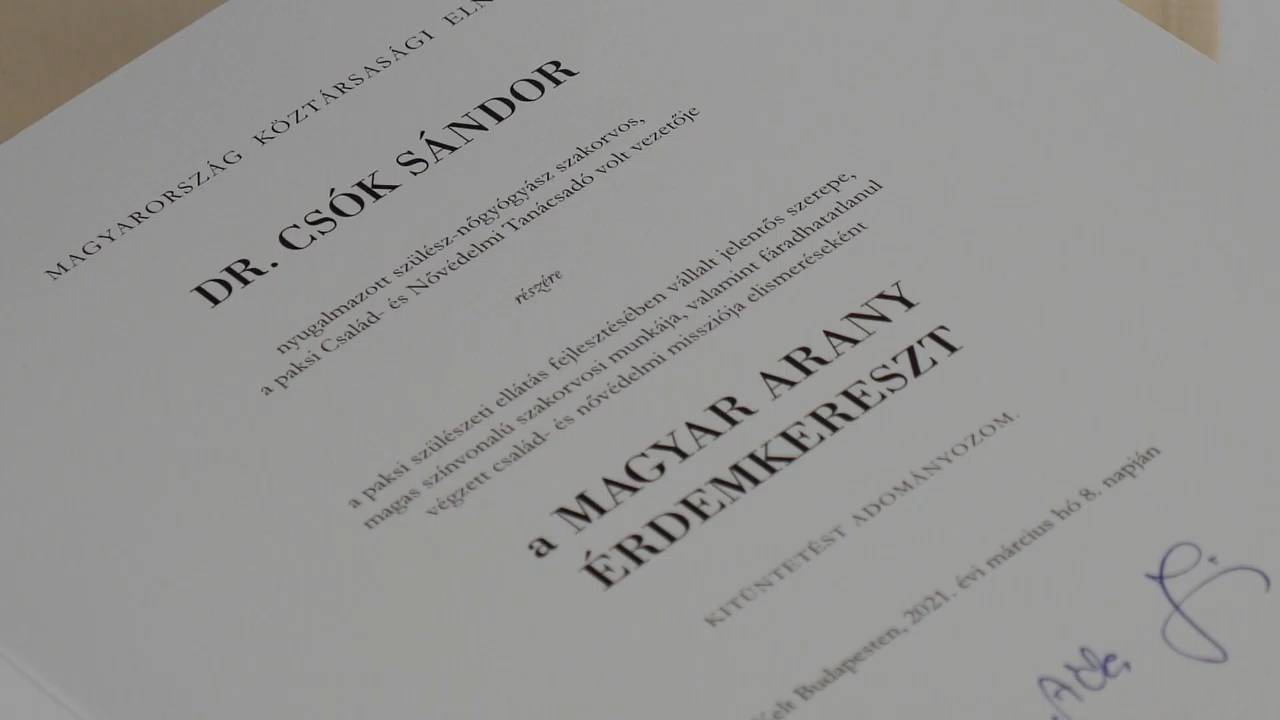 MAGYARORSZÁG KÖZTÁRSASÁGI ELN
DR. CSÓK SÁNDOR
nyugalmazott szülész-nőgyógyász szakorvos,
a paksi Család- és Nővédelmi Tanácsadó volt vezetője
részére
a paksi szülészeti ellátás fejlesztésében vállalt jelentős szerepe,
magas színvonalú szakorvosi munkája, valamint fáradhatatlanul
végzett család- és nővédelmi missziója elismeréseként
a MAGYAR ARANY
ÉRDEMKERESZT
KITÜNTETÉST ADOMÁNYOZOM.
Kelt Budapesten, 2021. évi március hó 8. napján